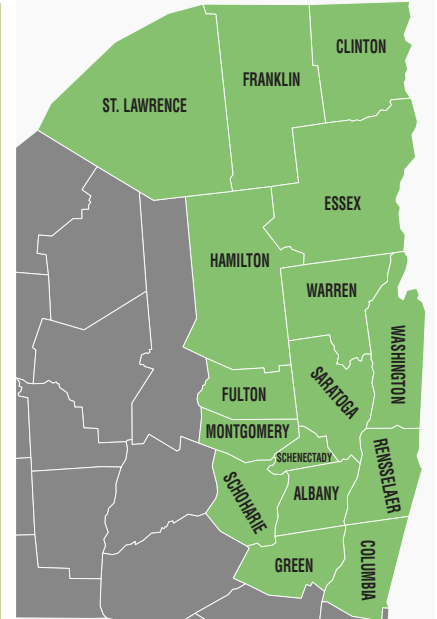 CLINTON
FRANKLIN
ST. LAWRENCE
ESSEX
HAMILTON
WARREN
WASHINGTON
SARATOGA
FULTON
MONTGOMERY
SCHENECTADY
RENSSELAER
SCHOHARIE
ALBANY
GREEN
COLUMBIA